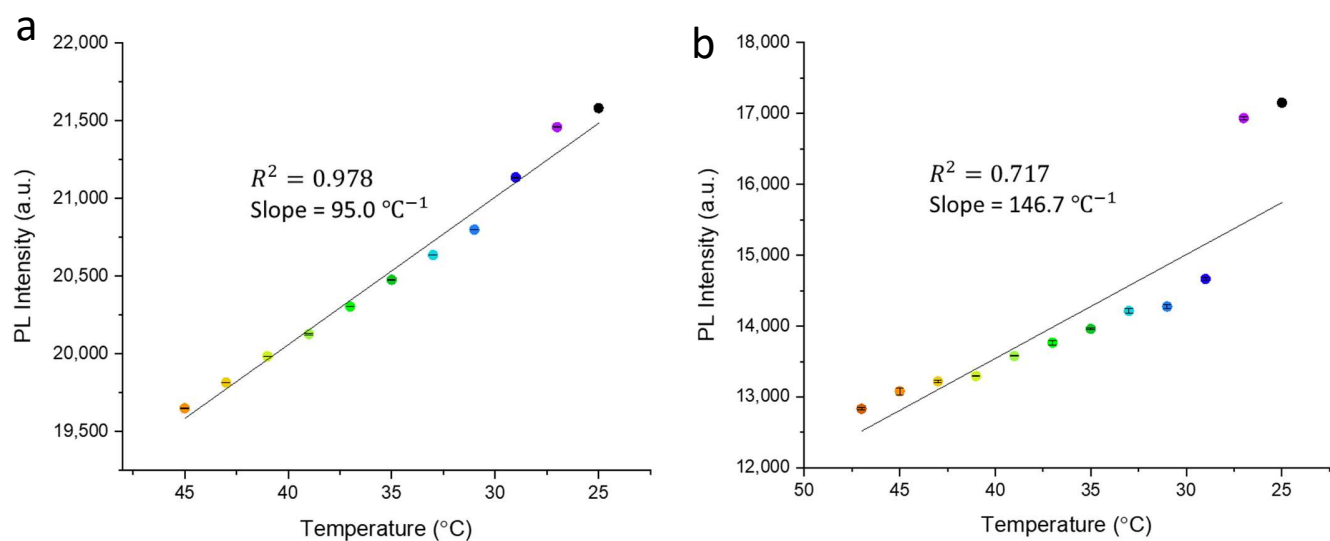 a
22,000
21,500
21,000
20,500
20,000
19,500
PL Intensity (a.u.)
R² = 0.978
Slope = 95.0 °C⁻¹
45
40
35
30
25
Temperature (°C)
b
18,000
17,000
16,000
15,000
14,000
13,000
12,000
PL Intensity (a.u.)
R² = 0.717
Slope = 146.7 °C⁻¹
50
45
40
35
30
25
Temperature (°C)